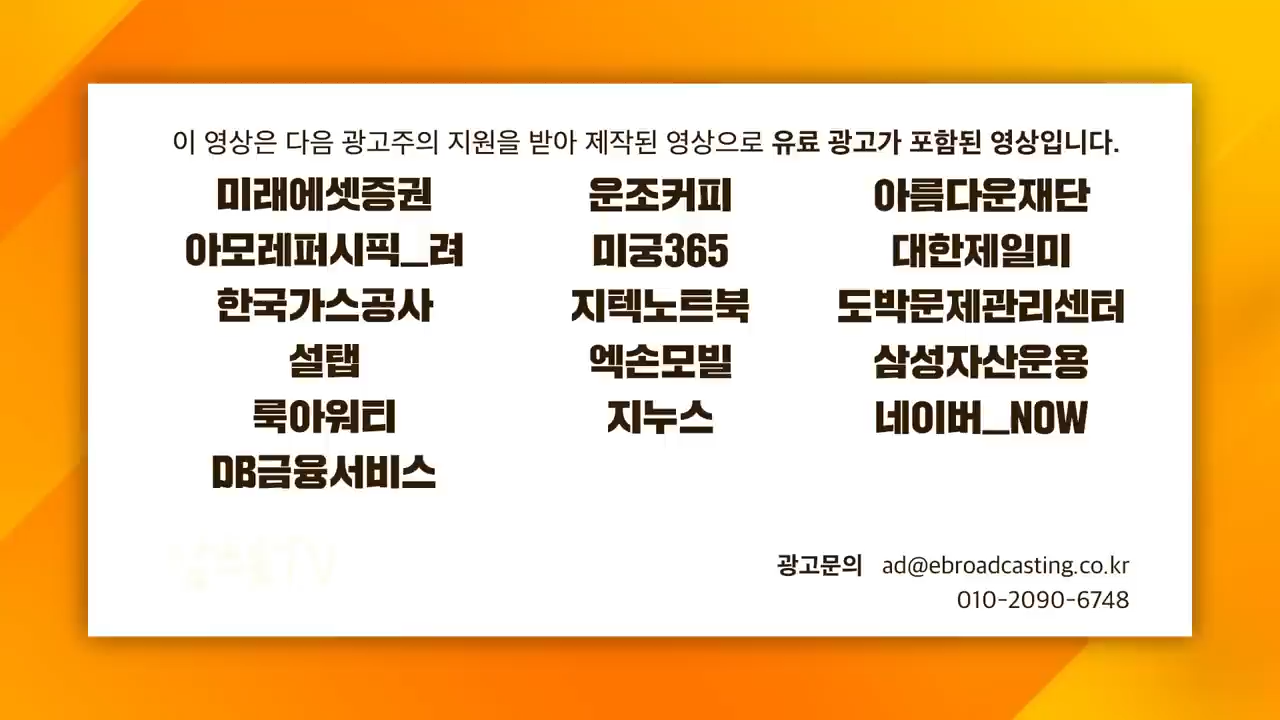 이 영상은 다음 광고주의 지원을 받아 제작된 영상으로 유료 광고가 포함된 영상입니다.
미래에셋증권 운조커피 아름다운재단
아모레퍼시픽_려 미궁365 대한제일미
한국가스공사 지텍노트북 도박문제관리센터
설탭 엑손모빌 삼성자산운용
룩아워티 지누스 네이버_NOW
DB금융서비스
광고문의 ad@ebroadcasting.co.kr
010-2090-6748